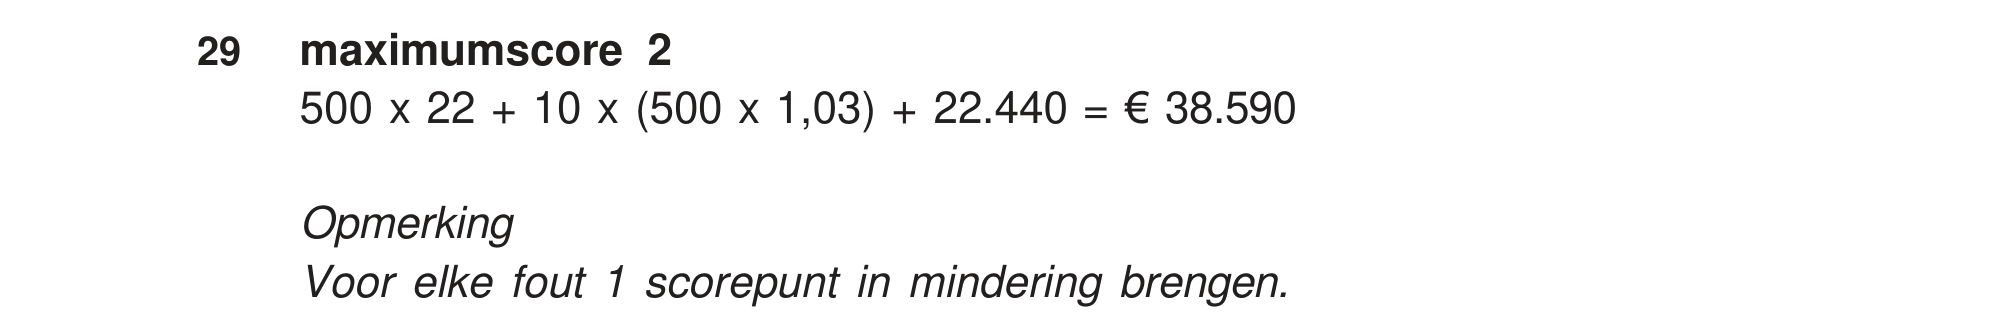 29 maximumscore 2
500 x 22 + 10 x (500 x 1,03) + 22.440 = € 38.590
Opmerking
Voor elke fout 1 scorepunt in mindering brengen.